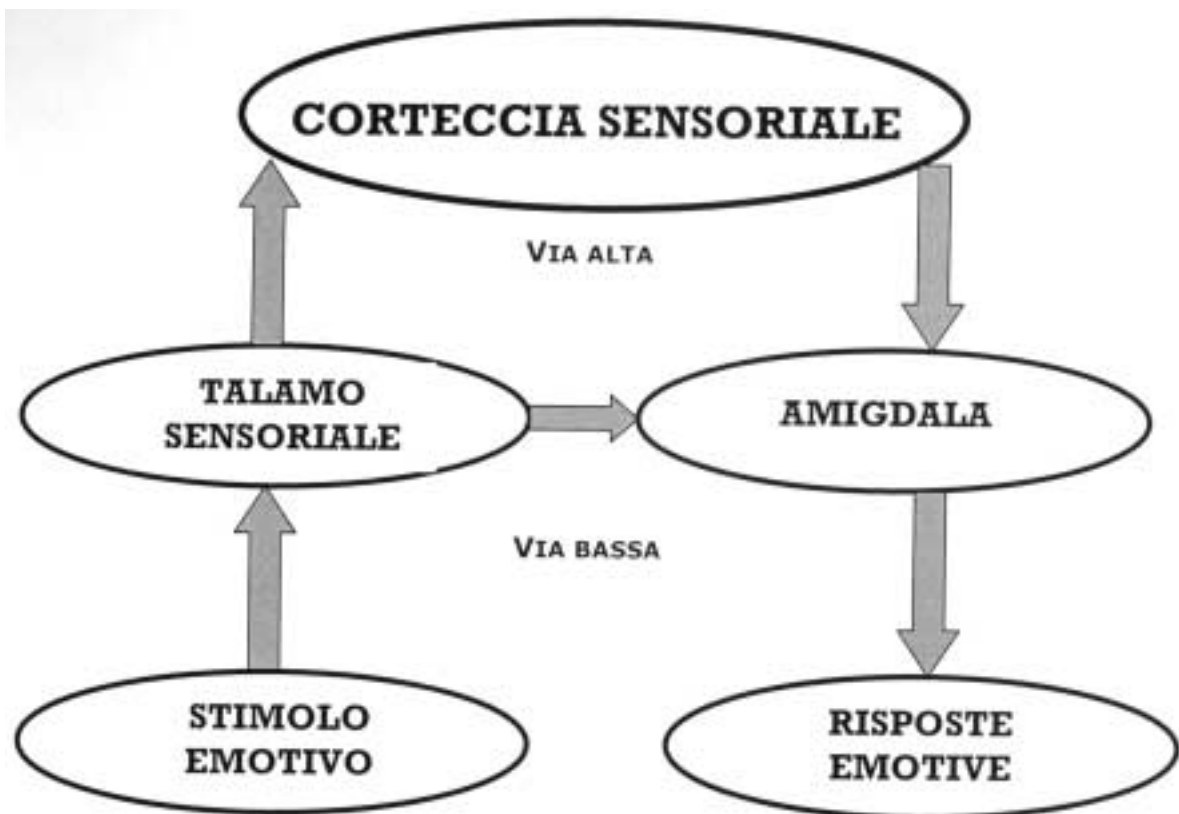 CORTECCIA SENSORIALE
VIA ALTA
TALAMO
SENSORIALE
AMIGDALA
VIA BASSA
STIMOLO
EMOTIVO
RISPOSTE
EMOTIVE